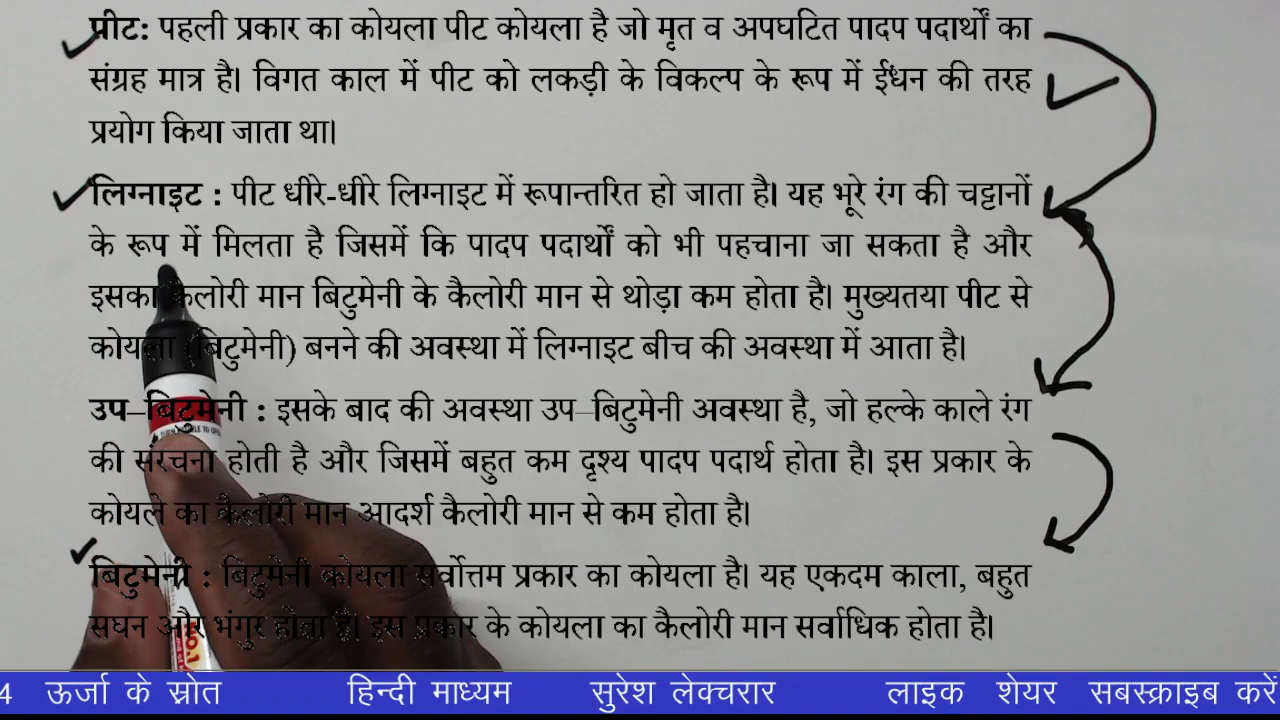 पीट: पहली प्रकार का कोयला पीट कोयला है जो मृत व अपघटित पादप पदार्थों का
संग्रह मात्र है। विगत काल में पीट को लकड़ी के विकल्प के रूप में ईंधन की तरह
प्रयोग किया जाता था।
लिग्नाइट : पीट धीरे-धीरे लिग्नाइट में रूपान्तरित हो जाता है। यह भूरे रंग की चट्टानों
के रूप में मिलता है जिसमें कि पादप पदार्थों को भी पहचाना जा सकता है और
इसका कैलोरी मान बिटुमेनी के कैलोरी मान से थोड़ा कम होता है। मुख्यतया पीट से
कोयला (बिटुमेनी) बनने की अवस्था में लिग्नाइट बीच की अवस्था में आता है।
उप–बिटुमेनी : इसके बाद की अवस्था उप–बिटुमेनी अवस्था है, जो हल्के काले रंग
की संरचना होती है और जिसमें बहुत कम दृश्य पादप पदार्थ होता है। इस प्रकार के
कोयले का कैलोरी मान आदर्श कैलोरी मान से कम होता है।
बिटुमेनी : बिटुमेनी कोयला सर्वोत्तम प्रकार का कोयला है। यह एकदम काला, बहुत
सघन और भंगुर होता है। इस प्रकार के कोयला का कैलोरी मान सर्वाधिक होता है।
4 ऊर्जा के स्रोत हिन्दी माध्यम सुरेश लेक्चरार लाइक शेयर सबस्क्राइब करें